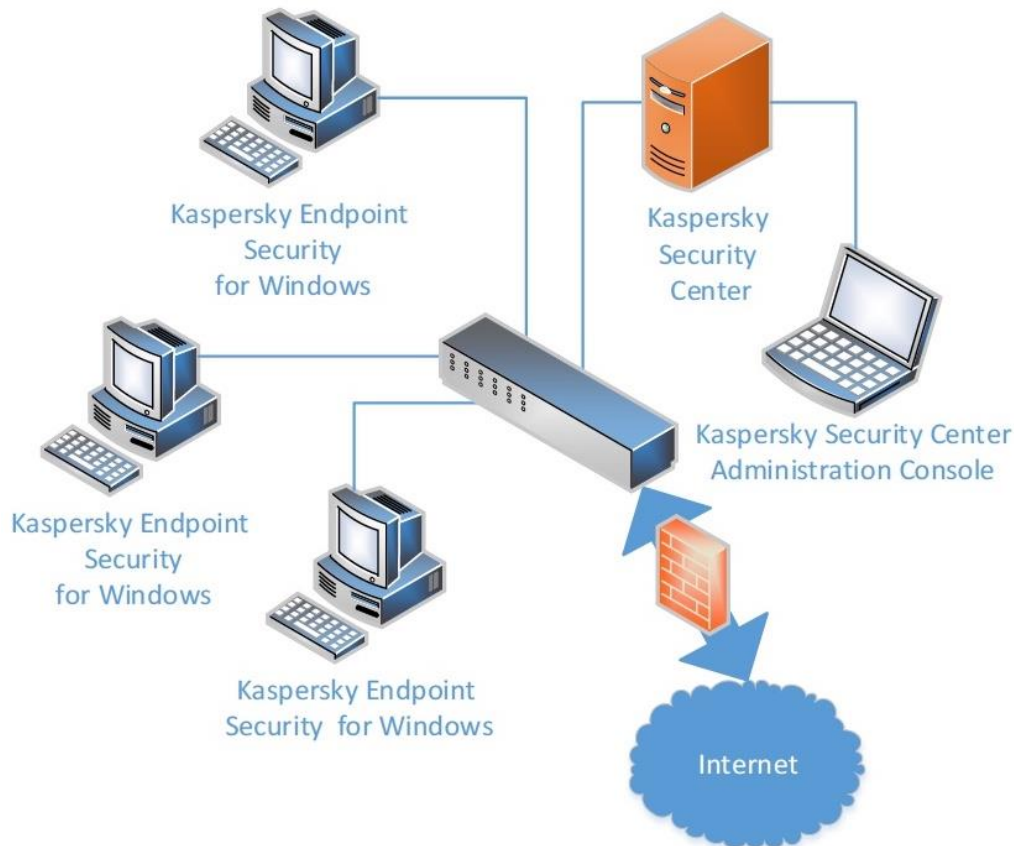 Kaspersky Endpoint
Security
for Windows
Kaspersky
Security
Center
Kaspersky Security Center
Administration Console
Kaspersky Endpoint
Security
for Windows
Kaspersky Endpoint
Security for Windows
Internet